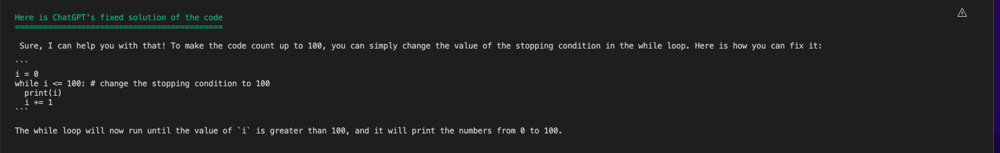 Here is ChatGPT's fixed solution of the code
============================================
Sure, I can help you with that! To make the code count up to 100, you can simply change the value of the stopping condition in the while loop. Here is how you can fix it:
```
i = 0
while i <= 100: # change the stopping condition to 100
  print(i)
  i += 1
```
The while loop will now run until the value of `i` is greater than 100, and it will print the numbers from 0 to 100.